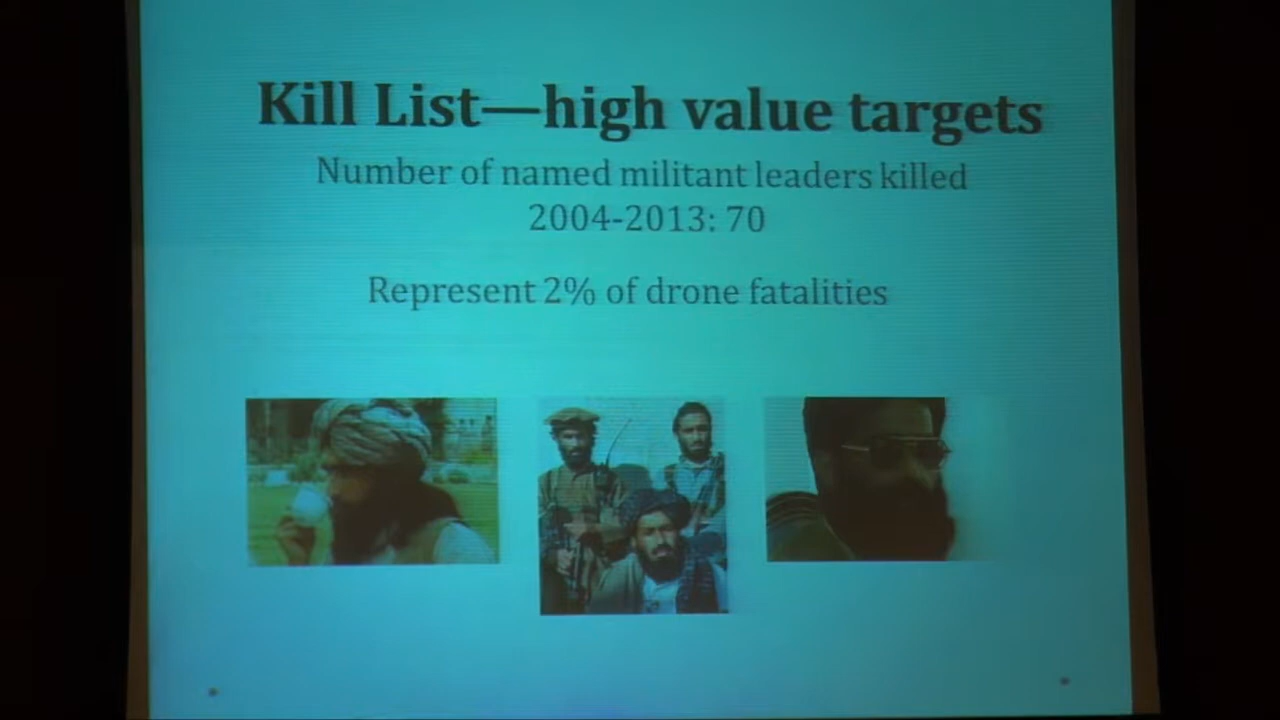 Kill List—high value targets
Number of named militant leaders killed
2004-2013: 70
Represent 2% of drone fatalities